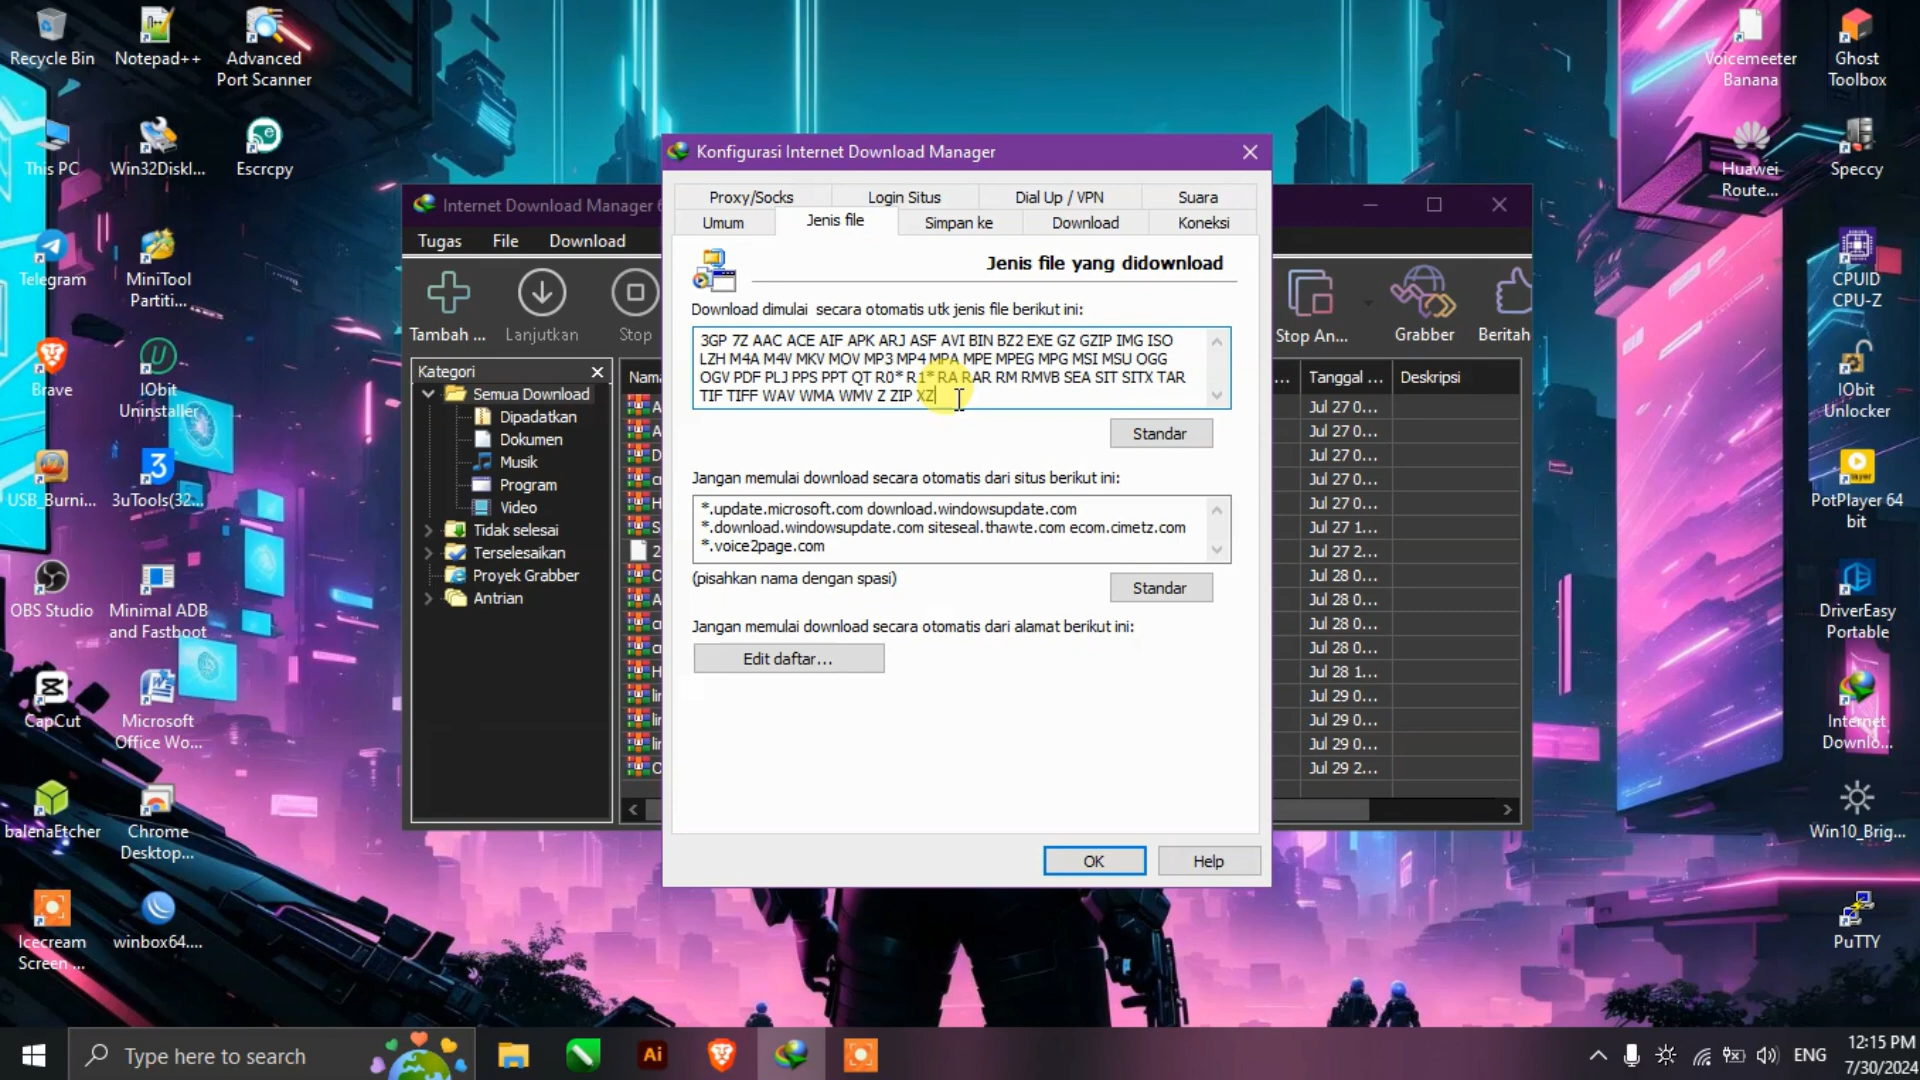 Recycle Bin
Notepad++
Advanced
Port Scanner
This PC
Win32DiskI...
Escrcpy
Telegram
MiniTool
Partiti...
Brave
IObit
Uninstaller
USB_Burni...
3uTools(32...
OBS Studio
Minimal ADB
and Fastboot
CapCut
Microsoft
Office Wo...
balenaEtcher
Chrome
Desktop...
Icecream
Screen ...
winbox64....
Voicemeeter
Banana
Ghost
Toolbox
Huawei
Route...
Speccy
CPUID
CPU-Z
IObit
Unlocker
PotPlayer 64
bit
DriverEasy
Portable
Internet
Downlo...
Win10_Brig...
PuTTY
Internet Download Manager 6
Tugas
File
Download
Tambah ...
Lanjutkan
Stop
Stop An...
Grabber
Beritah
Kategori
Semua Download
Dipadatkan
Dokumen
Musik
Program
Video
Tidak selesai
Terselesaikan
Proyek Grabber
Antrian
Nam
...
Tanggal ...
Deskripsi
Jul 27 0...
Jul 27 0...
Jul 27 0...
Jul 27 0...
Jul 27 0...
Jul 27 1...
Jul 27 2...
Jul 28 0...
Jul 28 0...
Jul 28 0...
Jul 28 0...
Jul 28 1...
Jul 29 0...
Jul 29 0...
Jul 29 0...
Jul 29 2...
Konfigurasi Internet Download Manager
Proxy/Socks
Login Situs
Dial Up / VPN
Suara
Umum
Jenis file
Simpan ke
Download
Koneksi
Jenis file yang didownload
Download dimulai secara otomatis utk jenis file berikut ini:
3GP 7Z AAC ACE AIF APK ARJ ASF AVI BIN BZ2 EXE GZ GZIP IMG ISO
LZH M4A M4V MKV MOV MP3 MP4 MPA MPE MPEG MPG MSI MSU OGG
OGV PDF PLJ PPS PPT QT R0* R1* RA RAR RM RMVB SEA SIT SITX TAR
TIF TIFF WAV WMA WMV Z ZIP XZ
Standar
Jangan memulai download secara otomatis dari situs berikut ini:
*.update.microsoft.com download.windowsupdate.com
*.download.windowsupdate.com siteseal.thawte.com ecom.cimetz.com
*.voice2page.com
(pisahkan nama dengan spasi)
Standar
Jangan memulai download secara otomatis dari alamat berikut ini:
Edit daftar...
OK
Help
Type here to search
Ai
ENG
12:15 PM
7/30/2024